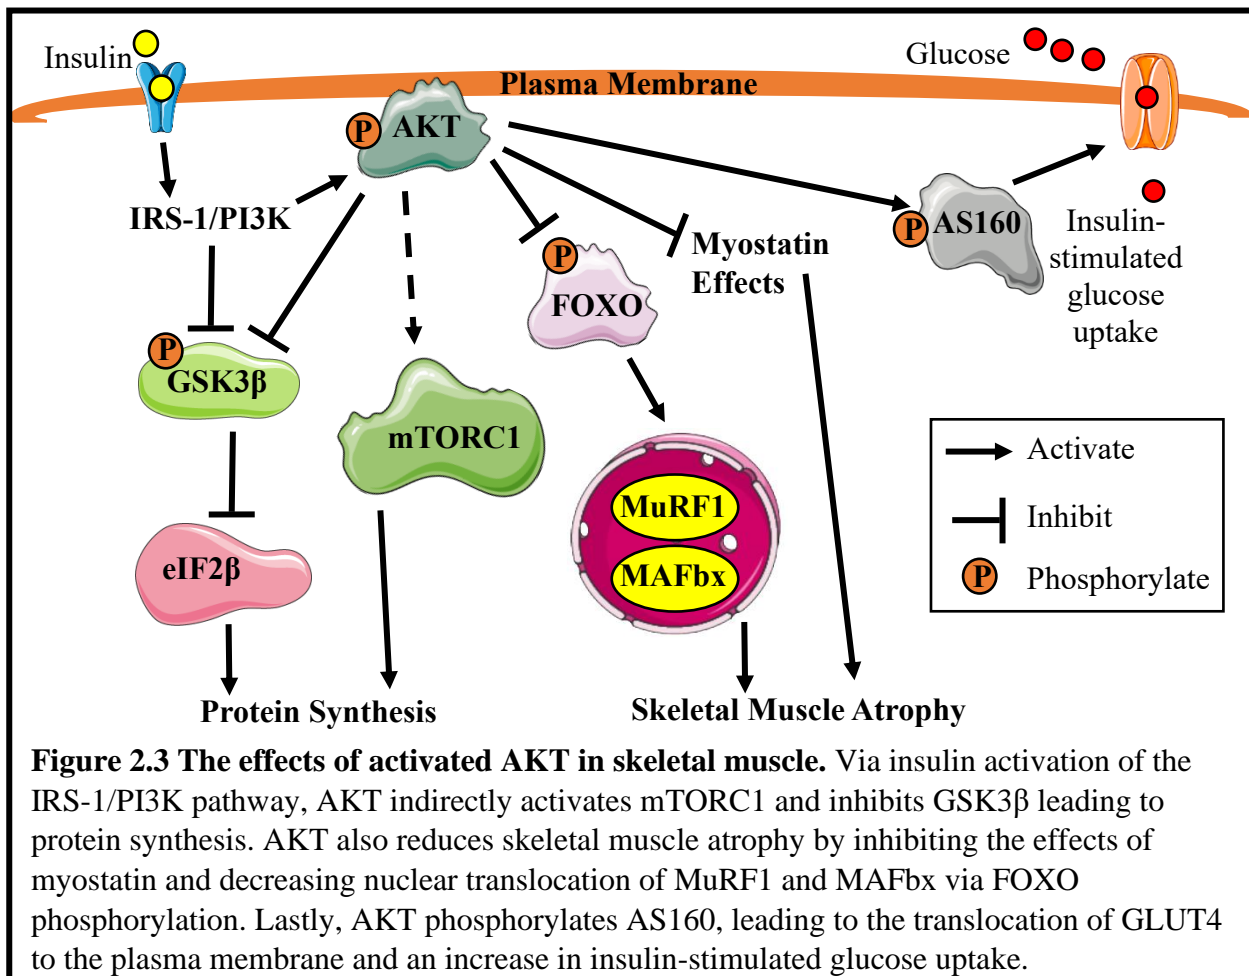 Insulin
Glucose
Plasma Membrane
P
AKT
IRS-1/PI3K
P
AS160
Insulin-
stimulated
glucose
uptake
Myostatin
Effects
P
FOXO
P
GSK3β
mTORC1
eIF2β
MuRF1
MAFbx
Activate
Inhibit
P
Phosphorylate
Protein Synthesis
Skeletal Muscle Atrophy
Figure 2.3 The effects of activated AKT in skeletal muscle. Via insulin activation of the
IRS-1/PI3K pathway, AKT indirectly activates mTORC1 and inhibits GSK3β leading to
protein synthesis. AKT also reduces skeletal muscle atrophy by inhibiting the effects of
myostatin and decreasing nuclear translocation of MuRF1 and MAFbx via FOXO
phosphorylation. Lastly, AKT phosphorylates AS160, leading to the translocation of GLUT4
to the plasma membrane and an increase in insulin-stimulated glucose uptake.